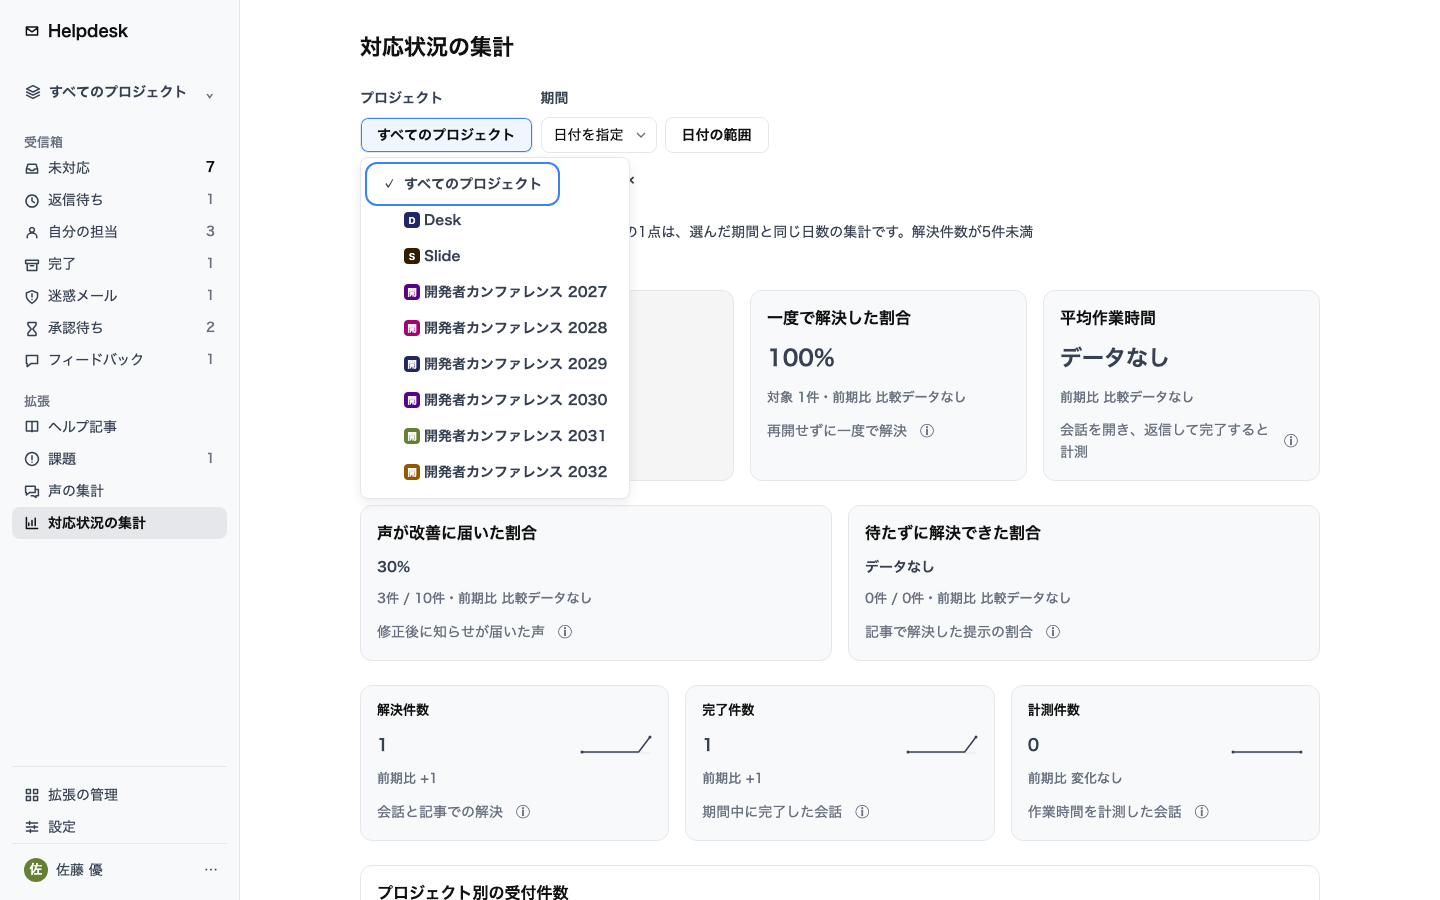 Helpdesk
すべてのプロジェクト
受信箱
未対応 7
返信待ち 1
自分の担当 3
完了 1
迷惑メール 1
承認待ち 2
フィードバック 1
拡張
ヘルプ記事
課題 1
声の集計
対応状況の集計
拡張の管理
設定
佐 佐藤 優 …
対応状況の集計
プロジェクト 期間
すべてのプロジェクト 日付を指定 日付の範囲
✓ すべてのプロジェクト
D Desk
S Slide
開 開発者カンファレンス 2027
開 開発者カンファレンス 2028
開 開発者カンファレンス 2029
開 開発者カンファレンス 2030
開 開発者カンファレンス 2031
開 開発者カンファレンス 2032
の1点は、選んだ期間と同じ日数の集計です。解決件数が5件未満
一度で解決した割合
100%
対象 1件・前期比 比較データなし
再開せずに一度で解決
平均作業時間
データなし
前期比 比較データなし
会話を開き、返信して完了すると
計測
声が改善に届いた割合
30%
3件 / 10件・前期比 比較データなし
修正後に知らせが届いた声
待たずに解決できた割合
データなし
0件 / 0件・前期比 比較データなし
記事で解決した提示の割合
解決件数
1
前期比 +1
会話と記事での解決
完了件数
1
前期比 +1
期間中に完了した会話
計測件数
0
前期比 変化なし
作業時間を計測した会話
プロジェクト別の受付件数